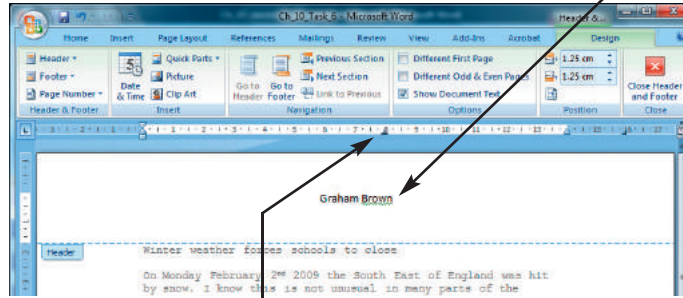 Ch_10_Task_6 - Microsoft Word
Header &...
Home Insert Page Layout References Mailings Review View Add-Ins Acrobat Design
Header
Footer
Page Number
Header & Footer
5
Date & Time
Quick Parts
Picture
Clip Art
Insert
Go to Header
Go to Footer
Previous Section
Next Section
Link to Previous
Navigation
Different First Page
Different Odd & Even Pages
Show Document Text
Options
1.25 cm
1.25 cm
Position
Close Header and Footer
Close
Graham Brown
Header
Winter weather forces schools to close
On Monday February 2nd 2009 the South East of England was hit
by snow. I know this is not unusual in many parts of the